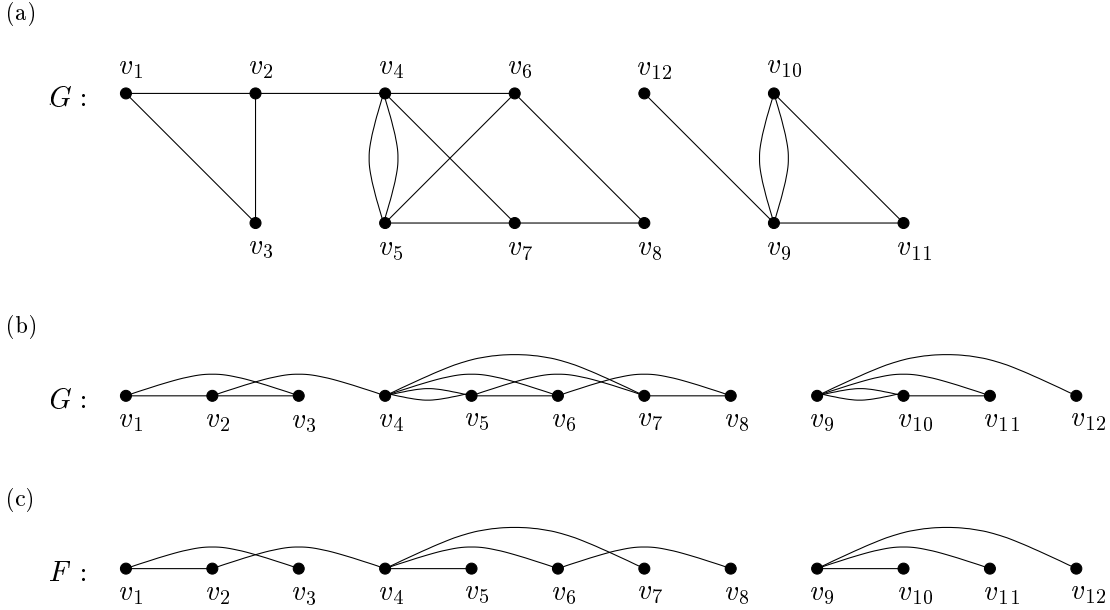 (a)
v₁ v₂ v₄ v₆ v₁₂ v₁₀
G :
v₃ v₅ v₇ v₈ v₉ v₁₁
(b)
G :
v₁ v₂ v₃ v₄ v₅ v₆ v₇ v₈ v₉ v₁₀ v₁₁ v₁₂
(c)
F :
v₁ v₂ v₃ v₄ v₅ v₆ v₇ v₈ v₉ v₁₀ v₁₁ v₁₂